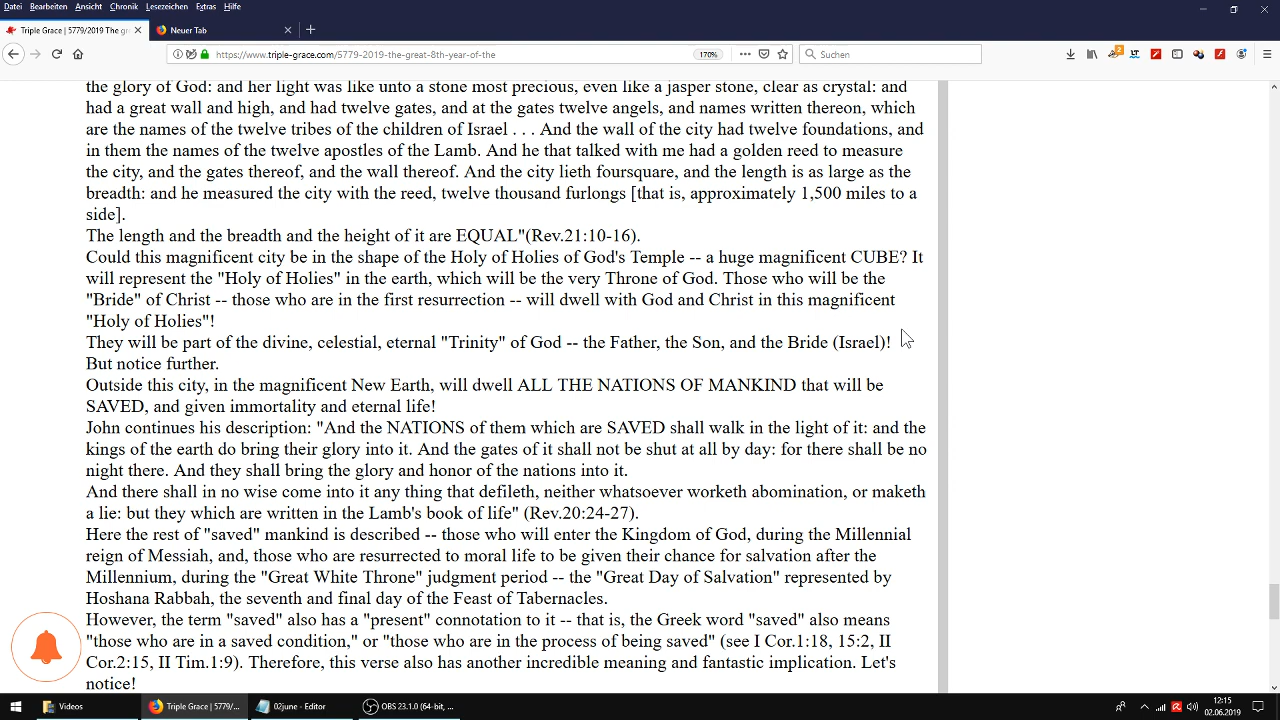 Datei Bearbeiten Ansicht Chronik Lesezeichen Extras Hilfe
Triple Grace | 5779/2019 The gr
Neuer Tab
https://www.triple-grace.com/5779-2019-the-great-8th-year-of-the
170%
Suchen
2
the glory of God: and her light was like unto a stone most precious, even like a jasper stone, clear as crystal: and
had a great wall and high, and had twelve gates, and at the gates twelve angels, and names written thereon, which
are the names of the twelve tribes of the children of Israel . . . And the wall of the city had twelve foundations, and
in them the names of the twelve apostles of the Lamb. And he that talked with me had a golden reed to measure
the city, and the gates thereof, and the wall thereof. And the city lieth foursquare, and the length is as large as the
breadth: and he measured the city with the reed, twelve thousand furlongs [that is, approximately 1,500 miles to a
side].
The length and the breadth and the height of it are EQUAL"(Rev.21:10-16).
Could this magnificent city be in the shape of the Holy of Holies of God's Temple -- a huge magnificent CUBE? It
will represent the "Holy of Holies" in the earth, which will be the very Throne of God. Those who will be the
"Bride" of Christ -- those who are in the first resurrection -- will dwell with God and Christ in this magnificent
"Holy of Holies"!
They will be part of the divine, celestial, eternal "Trinity" of God -- the Father, the Son, and the Bride (Israel)!
But notice further.
Outside this city, in the magnificent New Earth, will dwell ALL THE NATIONS OF MANKIND that will be
SAVED, and given immortality and eternal life!
John continues his description: "And the NATIONS of them which are SAVED shall walk in the light of it: and the
kings of the earth do bring their glory into it. And the gates of it shall not be shut at all by day: for there shall be no
night there. And they shall bring the glory and honor of the nations into it.
And there shall in no wise come into it any thing that defileth, neither whatsoever worketh abomination, or maketh
a lie: but they which are written in the Lamb's book of life" (Rev.20:24-27).
Here the rest of "saved" mankind is described -- those who will enter the Kingdom of God, during the Millennial
reign of Messiah, and, those who are resurrected to moral life to be given their chance for salvation after the
Millennium, during the "Great White Throne" judgment period -- the "Great Day of Salvation" represented by
Hoshana Rabbah, the seventh and final day of the Feast of Tabernacles.
However, the term "saved" also has a "present" connotation to it -- that is, the Greek word "saved" also means
"those who are in a saved condition," or "those who are in the process of being saved" (see I Cor.1:18, 15:2, II
Cor.2:15, II Tim.1:9). Therefore, this verse also has another incredible meaning and fantastic implication. Let's
notice!
Videos
Triple Grace | 5779/...
02june - Editor
OBS 23.1.0 (64-bit, ...
12:15
02.06.2019